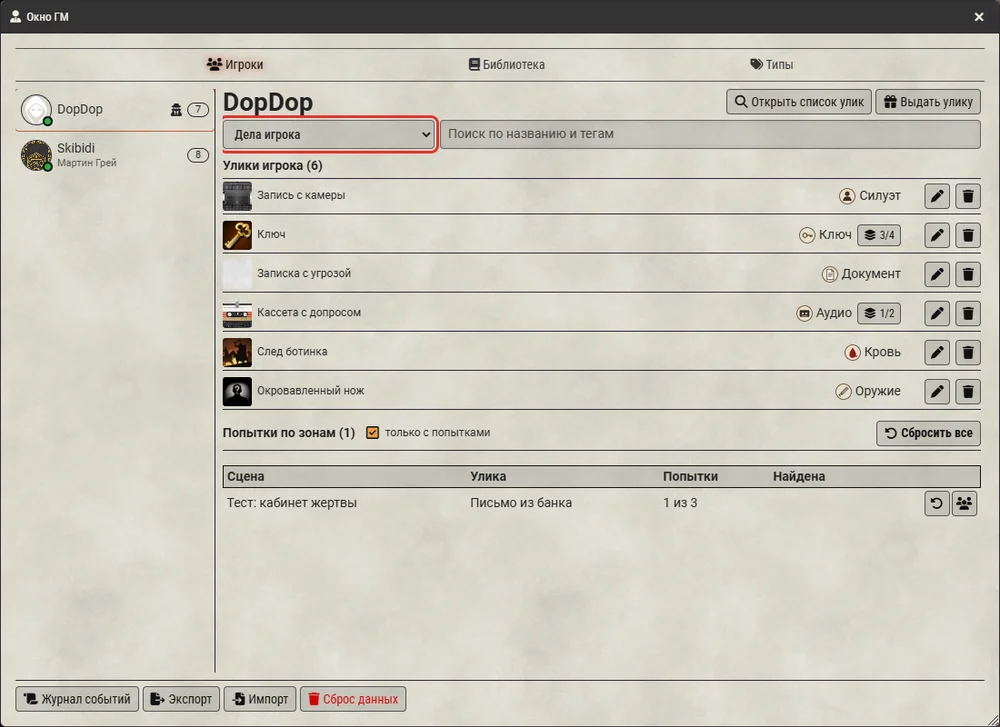 Окно ГМ
Игроки
Библиотека
Типы
DopDop
7
Skibidi
Мартин Грей
8
DopDop
Открыть список улик
Выдать улику
Дела игрока
Поиск по названию и тегам
Улики игрока (6)
Запись с камеры
Силуэт
Ключ
Ключ
3/4
Записка с угрозой
Документ
Кассета с допросом
Аудио
1/2
След ботинка
Кровь
Окровавленный нож
Оружие
Попытки по зонам (1)
только с попытками
Сбросить все
Сцена Улика Попытки Найдена
Тест: кабинет жертвы Письмо из банка 1 из 3
Журнал событий
Экспорт
Импорт
Сброс данных